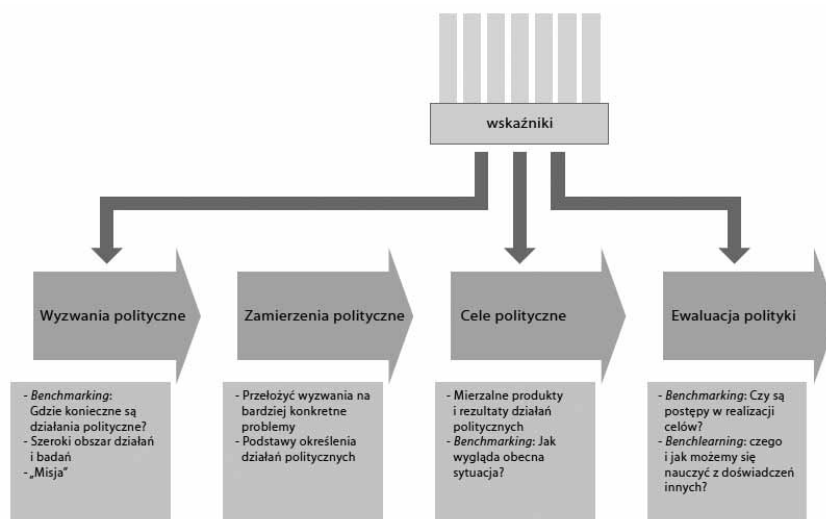 wskaźniki
Wyzwania polityczne
Zamierzenia polityczne
Cele polityczne
Ewaluacja polityki
- Benchmarking:
Gdzie konieczne są
działania polityczne?
- Szeroki obszar działań
i badań
- „Misja”
- Przełożyć wyzwania na
bardziej konkretne
problemy
- Podstawy określenia
działań politycznych
- Mierzalne produkty
i rezultaty działań
politycznych
- Benchmarking: Jak
wygląda obecna
sytuacja?
- Benchmarking: Czy są
postępy w realizacji
celów?
- Benchlearning: czego
i jak możemy się
nauczyć z doświadczeń
innych?